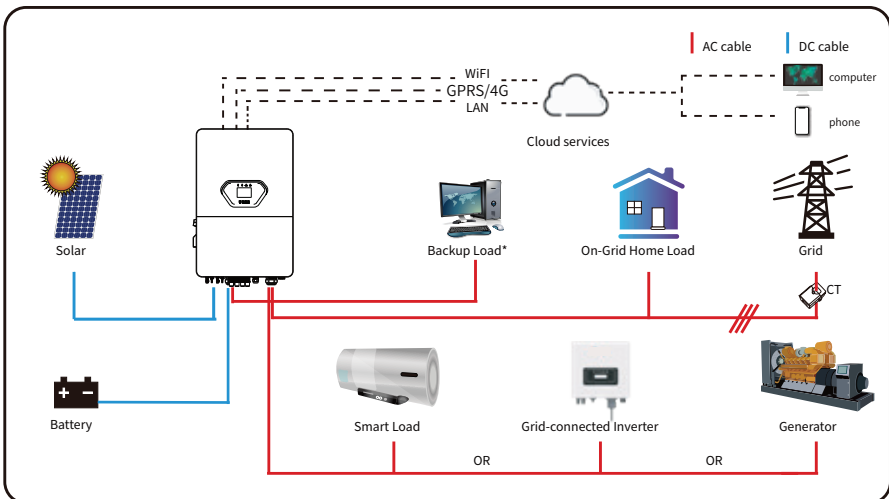 AC cable
DC cable
WiFI
GPRS/4G
LAN
computer
Cloud services
phone
Solar
Backup Load*
On-Grid Home Load
Grid
CT
Battery
Smart Load
Grid-connected Inverter
Generator
OR
OR